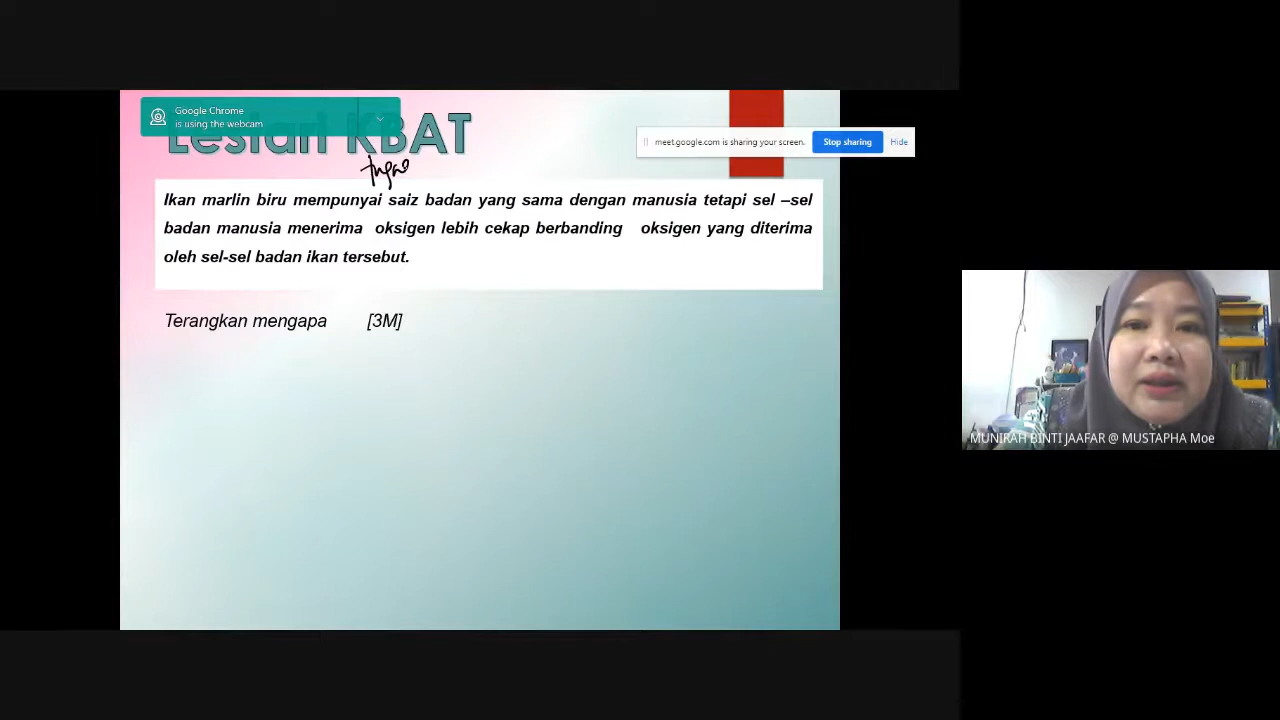 Google Chrome
is using the webcam
Lestari KBAT
tugas
meet.google.com is sharing your screen.
Stop sharing
Hide
Ikan marlin biru mempunyai saiz badan yang sama dengan manusia tetapi sel –sel
badan manusia menerima oksigen lebih cekap berbanding oksigen yang diterima
oleh sel-sel badan ikan tersebut.
Terangkan mengapa [3M]
MUNIRAH BINTI JAAFAR @ MUSTAPHA Moe